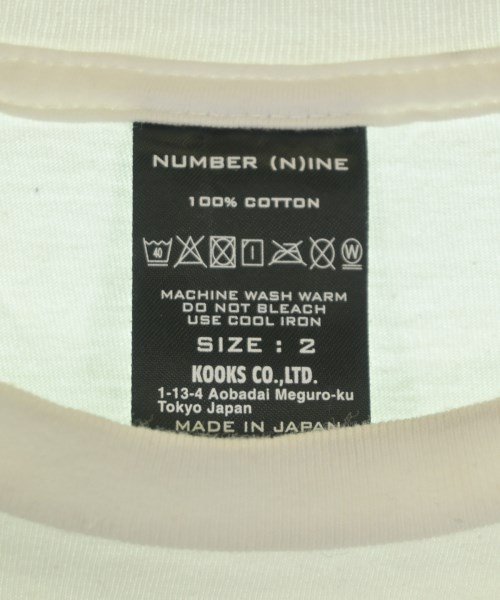 NUMBER (N)INE
100% COTTON
40 W
MACHINE WASH WARM
DO NOT BLEACH
USE COOL IRON
SIZE : 2
KOOKS CO.,LTD.
1-13-4 Aobadai Meguro-ku
Tokyo Japan
MADE IN JAPAN